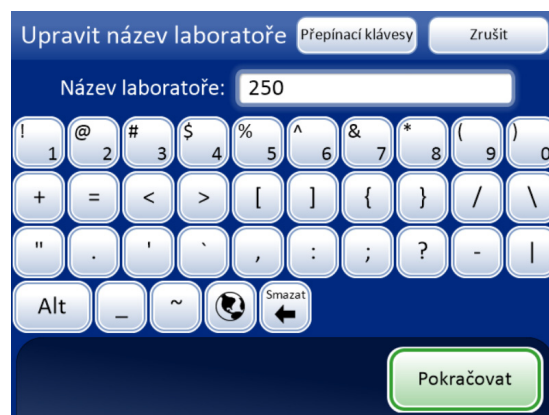 Upravit název laboratoře Přepínací klávesy Zrušit
Název laboratoře: 250
! 1 @ 2 # 3 $ 4 % 5 ^ 6 & 7 * 8 ( 9 ) 0
+ = < > [ ] { } / \
" . ' ` , : ; ? - |
Alt _ ~ Smazat
Pokračovat